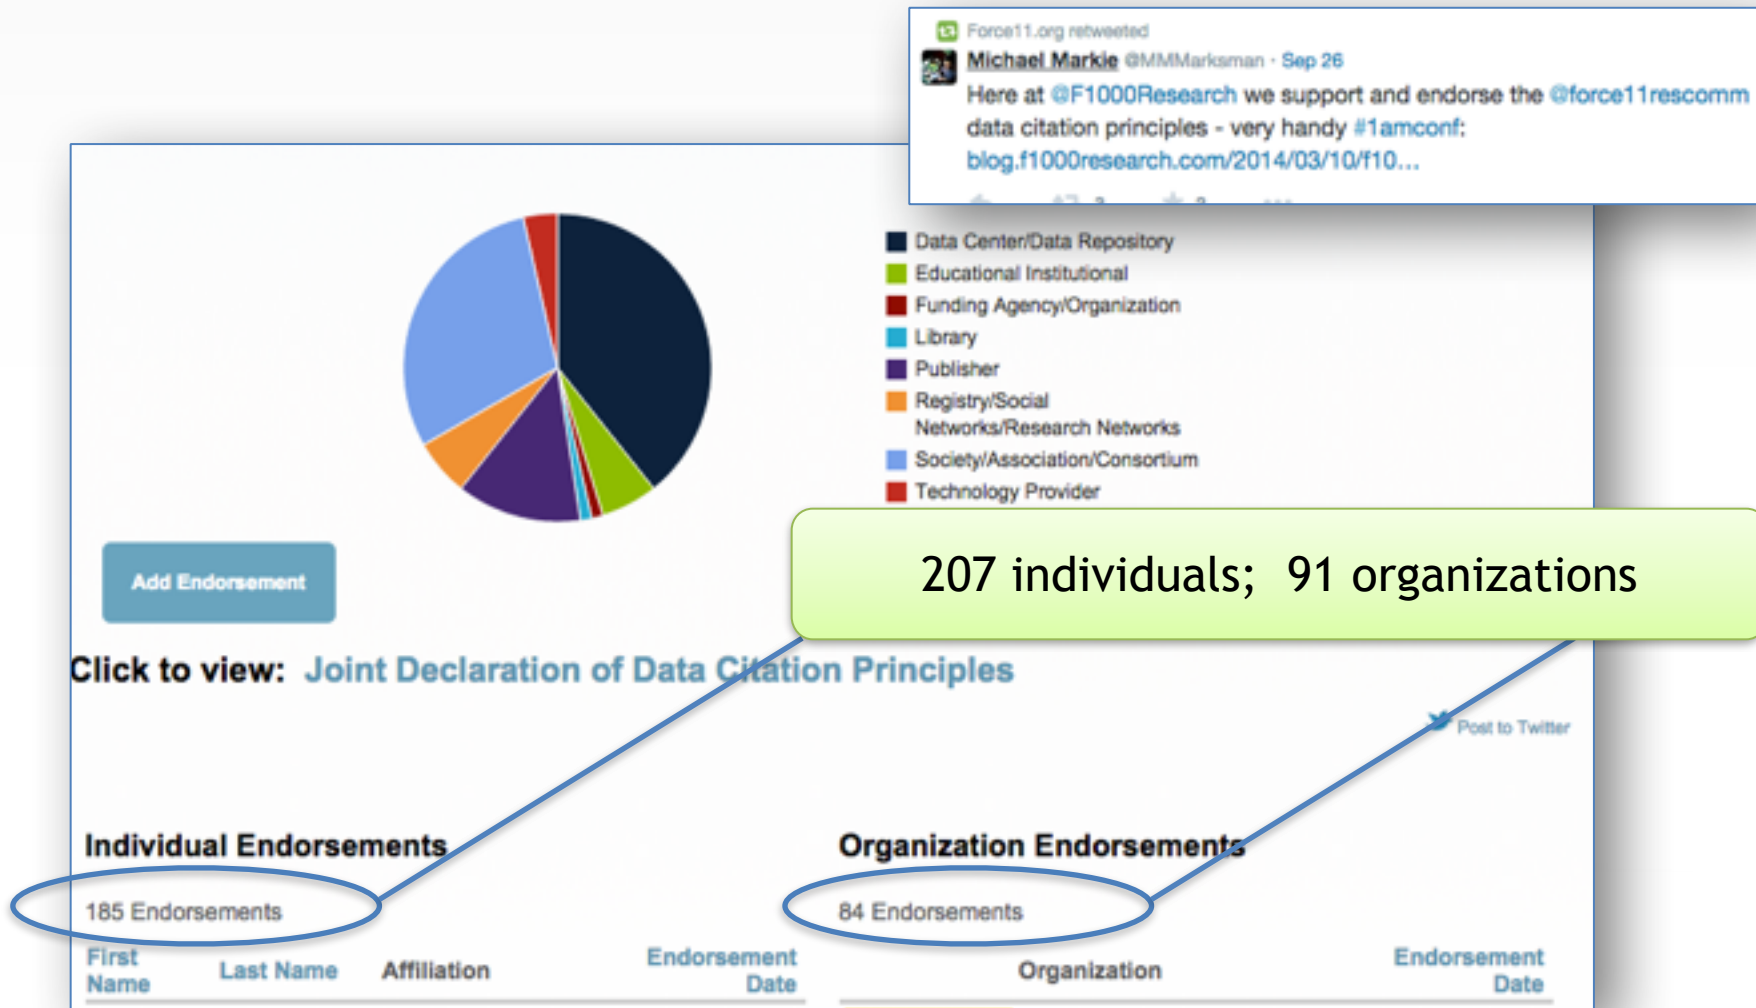 Force11.org retweeted
Michael Markie @MMMarksman · Sep 26
Here at @F1000Research we support and endorse the @force11rescomm
data citation principles - very handy #1amconf:
blog.f1000research.com/2014/03/10/f10...
Data Center/Data Repository
Educational Institutional
Funding Agency/Organization
Library
Publisher
Registry/Social
Networks/Research Networks
Society/Association/Consortium
Technology Provider
207 individuals; 91 organizations
Add Endorsement
Click to view: Joint Declaration of Data Citation Principles
Post to Twitter
Individual Endorsements
185 Endorsements
First
Name
Last Name
Affiliation
Endorsement
Date
Organization Endorsements
84 Endorsements
Organization
Endorsement
Date